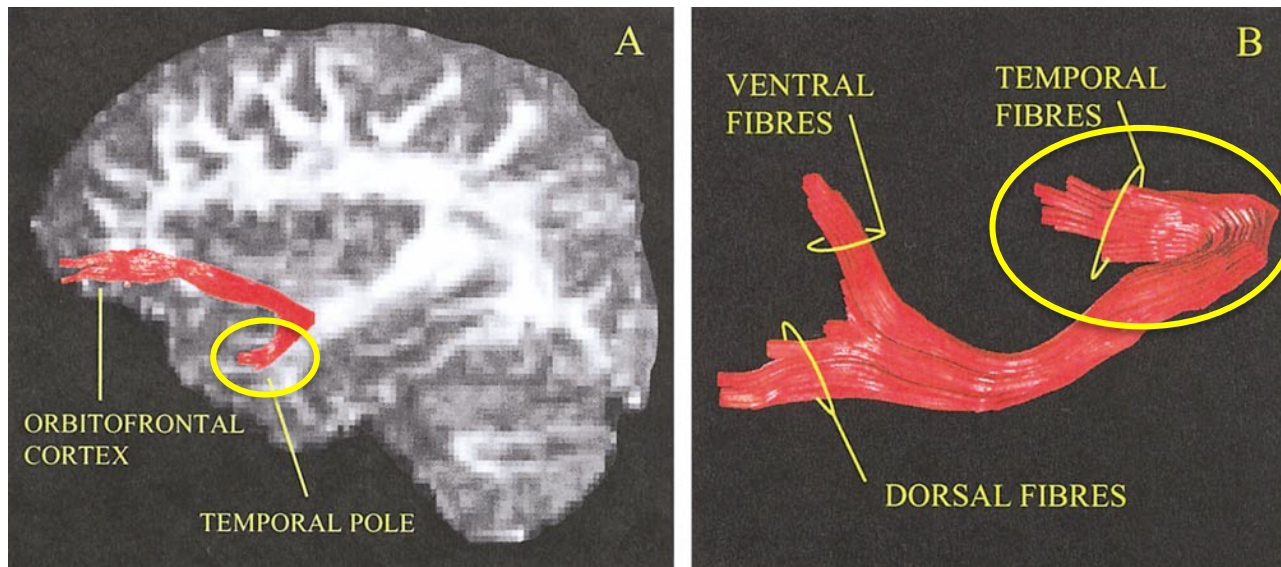 A
ORBITOFRONTAL
CORTEX
TEMPORAL POLE
B
VENTRAL
FIBRES
TEMPORAL
FIBRES
DORSAL FIBRES